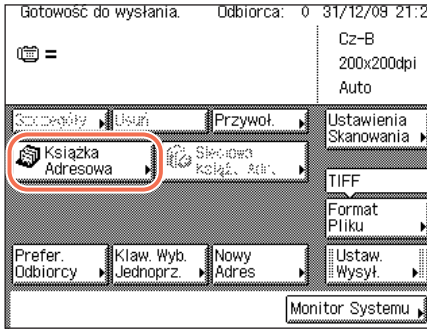 Gotowość do wysłania. Odbiorca: 0 31/12/09 21:2
Cz-B
200x200dpi
Auto
Szczegóły Usuń Przywoł. Ustawienia
Skanowania
Książka
Adresowa
Sieciowa
Książ. Adr.
TIFF
Format
Pliku
Prefer.
Odbiorcy
Klaw. Wyb.
Jednoprz.
Nowy
Adres
Ustaw.
Wysył.
Monitor Systemu